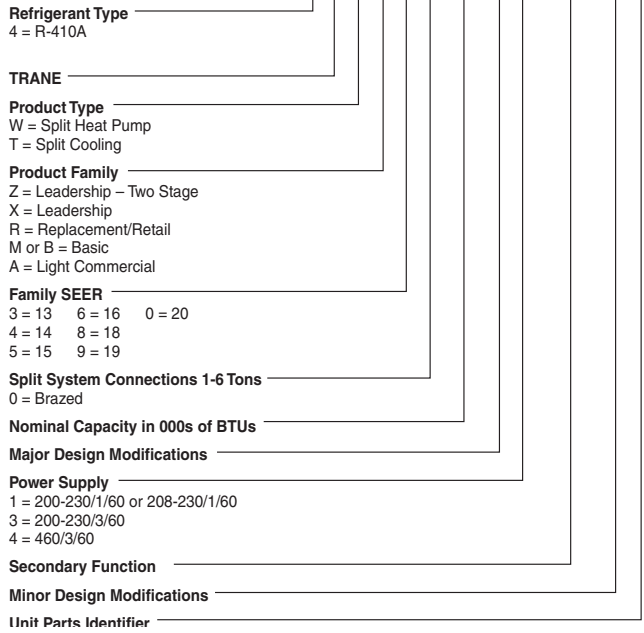 Refrigerant Type
4 = R-410A
TRANE
Product Type
W = Split Heat Pump
T = Split Cooling
Product Family
Z = Leadership – Two Stage
X = Leadership
R = Replacement/Retail
M or B = Basic
A = Light Commercial
Family SEER
3 = 13 6 = 16 0 = 20
4 = 14 8 = 18
5 = 15 9 = 19
Split System Connections 1-6 Tons
0 = Brazed
Nominal Capacity in 000s of BTUs
Major Design Modifications
Power Supply
1 = 200-230/1/60 or 208-230/1/60
3 = 200-230/3/60
4 = 460/3/60
Secondary Function
Minor Design Modifications
Unit Parts Identifier